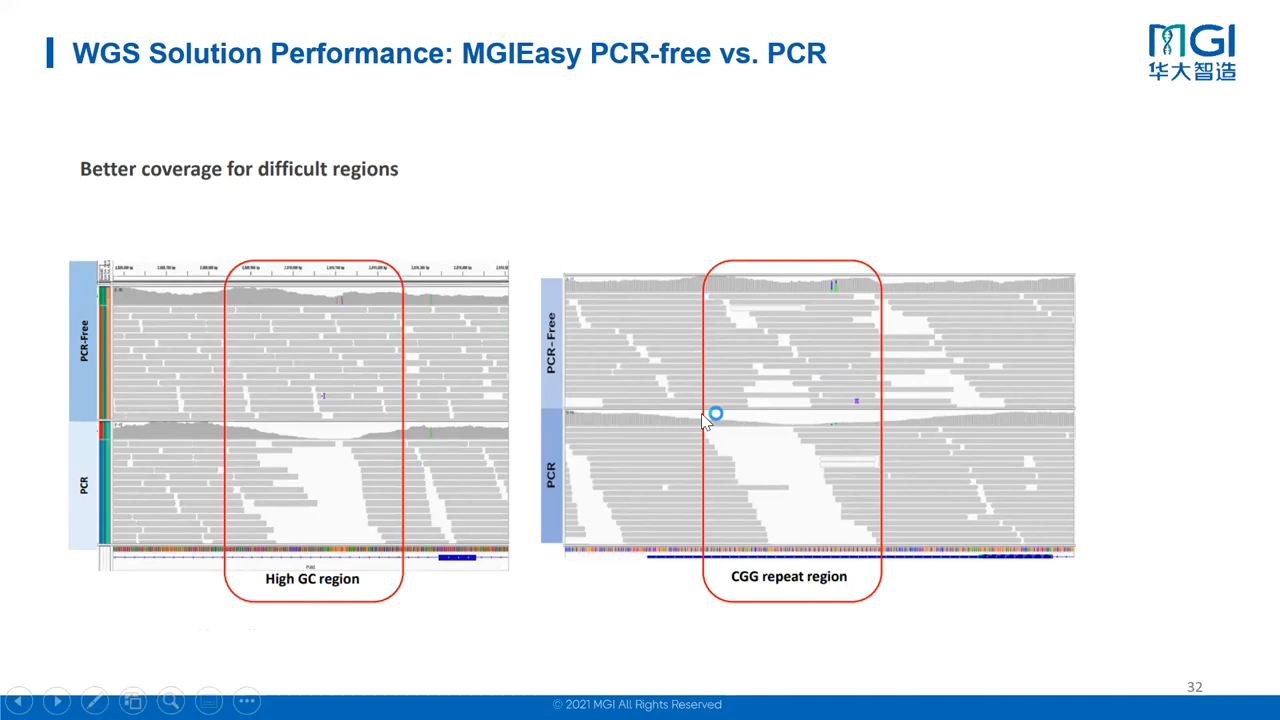 WGS Solution Performance: MGIEasy PCR-free vs. PCR
MGI
华大智造
Better coverage for difficult regions
PCR-Free
PCR
High GC region
PCR-Free
PCR
CGG repeat region
32
© 2021 MGI All Rights Reserved